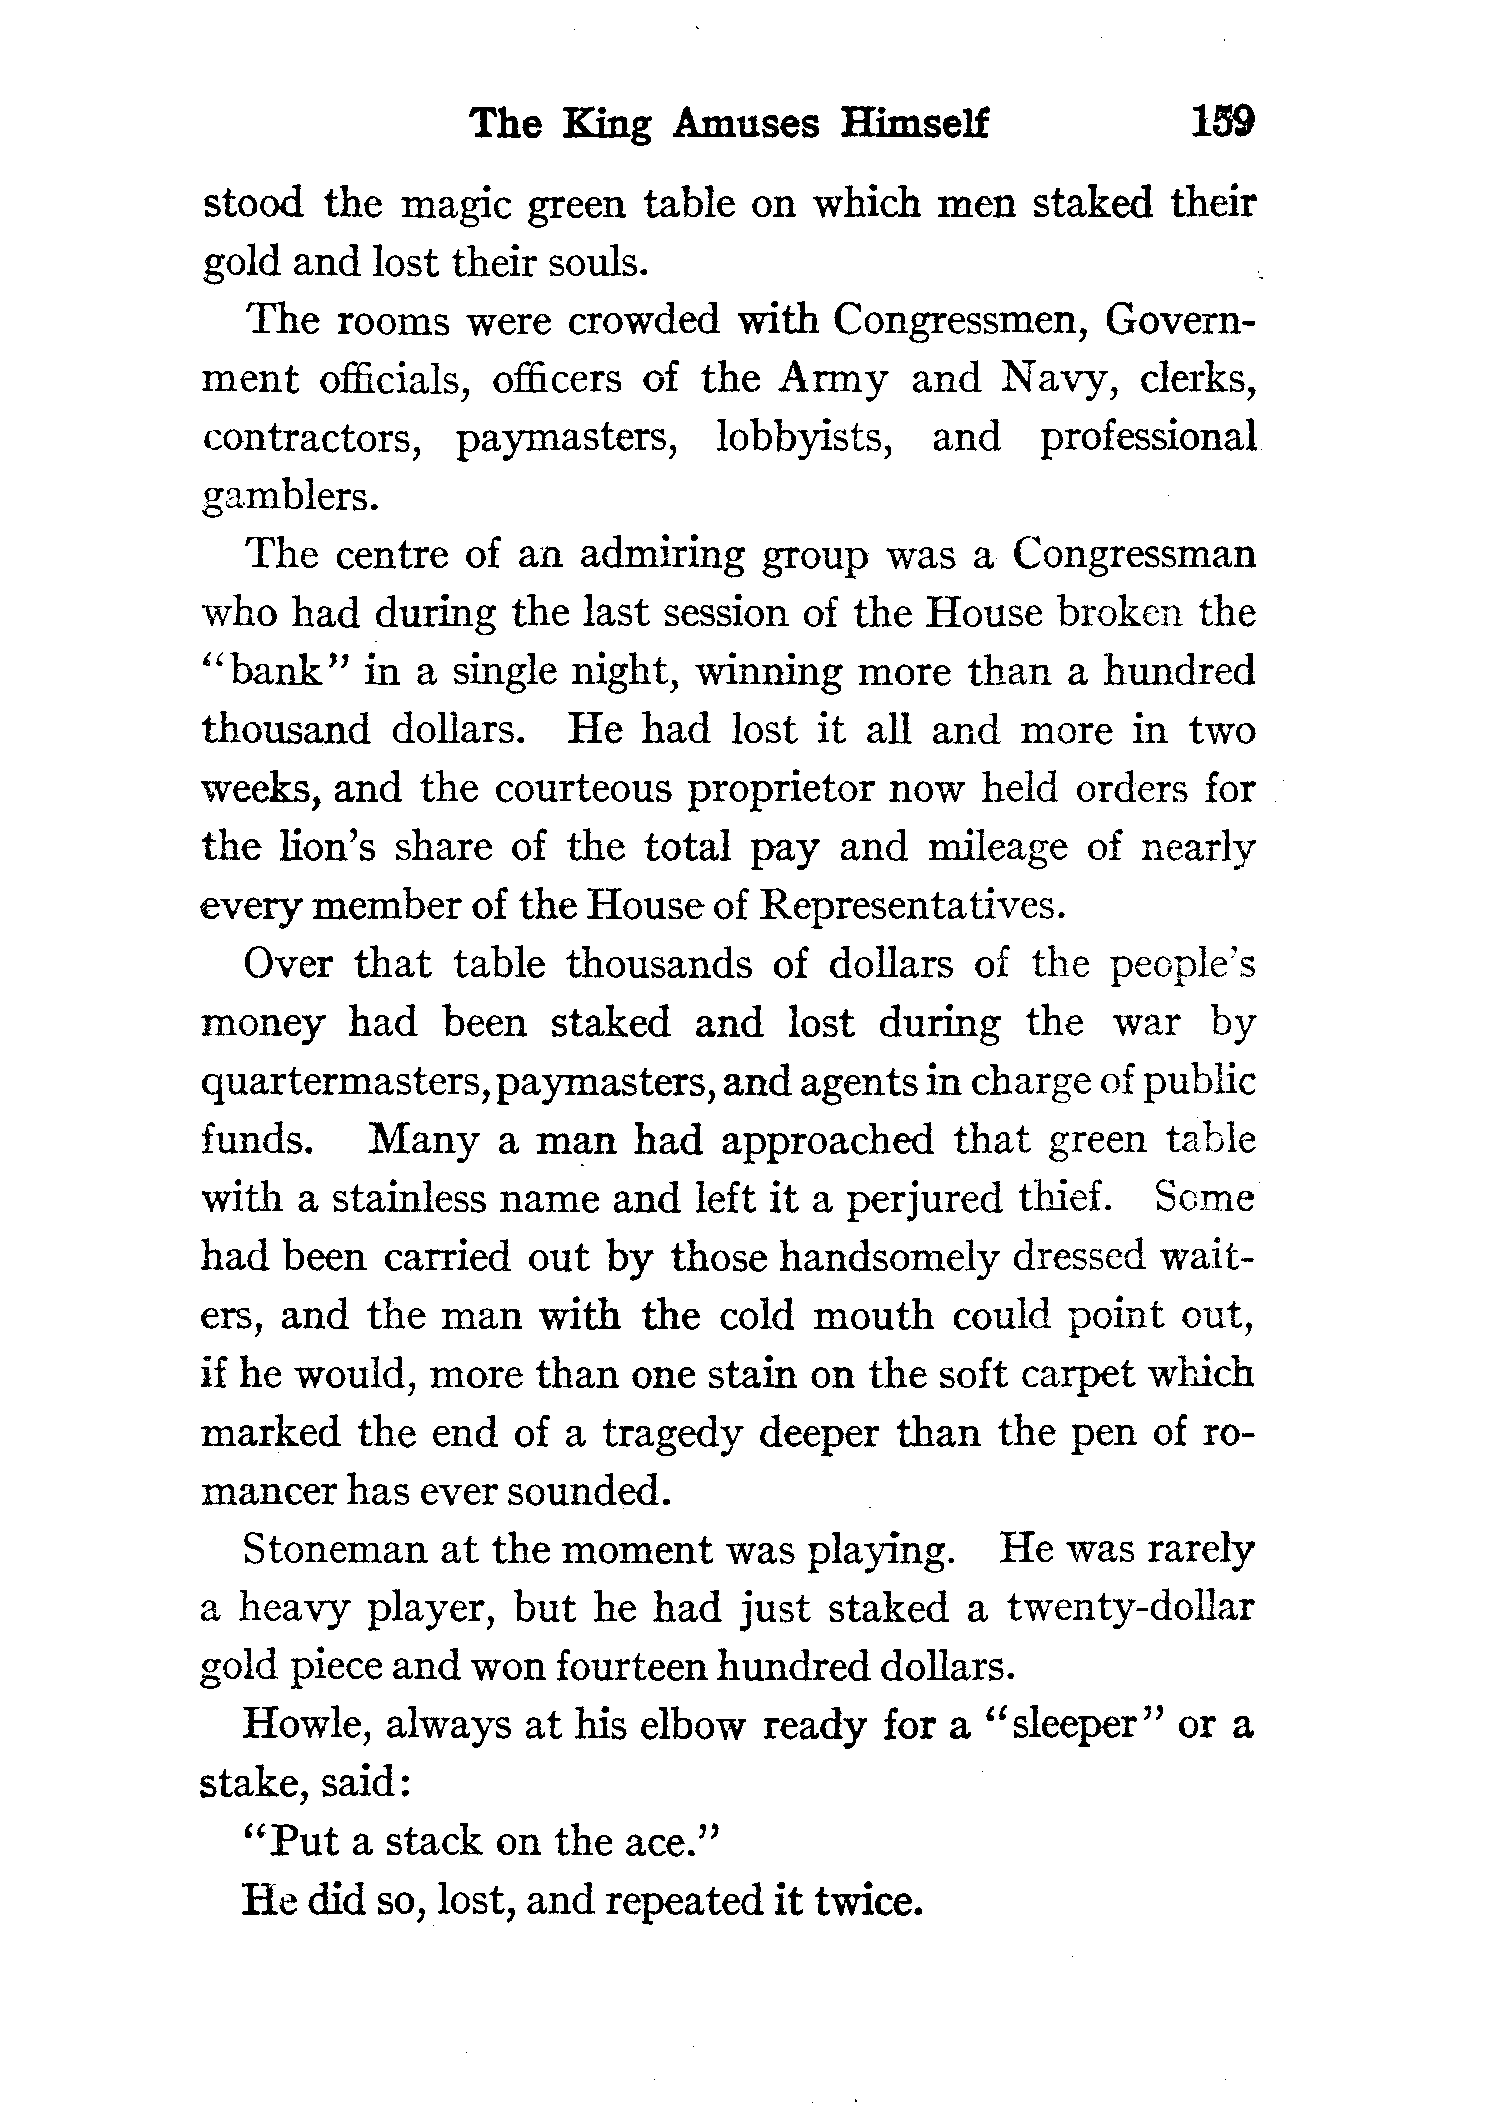 The King Amuses Himself 159
stood the magic green table on which men staked their
gold and lost their souls.
The rooms were crowded with Congressmen, Govern-
ment officials, officers of the Army and Navy, clerks,
contractors, paymasters, lobbyists, and professional
gamblers.
The centre of an admiring group was a Congressman
who had during the last session of the House broken the
“bank” in a single night, winning more than a hundred
thousand dollars. He had lost it all and more in two
weeks, and the courteous proprietor now held orders for
the lion’s share of the total pay and mileage of nearly
every member of the House of Representatives.
Over that table thousands of dollars of the people’s
money had been staked and lost during the war by
quartermasters, paymasters, and agents in charge of public
funds. Many a man had approached that green table
with a stainless name and left it a perjured thief. Some
had been carried out by those handsomely dressed wait-
ers, and the man with the cold mouth could point out,
if he would, more than one stain on the soft carpet which
marked the end of a tragedy deeper than the pen of ro-
mancer has ever sounded.
Stoneman at the moment was playing. He was rarely
a heavy player, but he had just staked a twenty-dollar
gold piece and won fourteen hundred dollars.
Howle, always at his elbow ready for a “sleeper” or a
stake, said:
“Put a stack on the ace.”
He did so, lost, and repeated it twice.